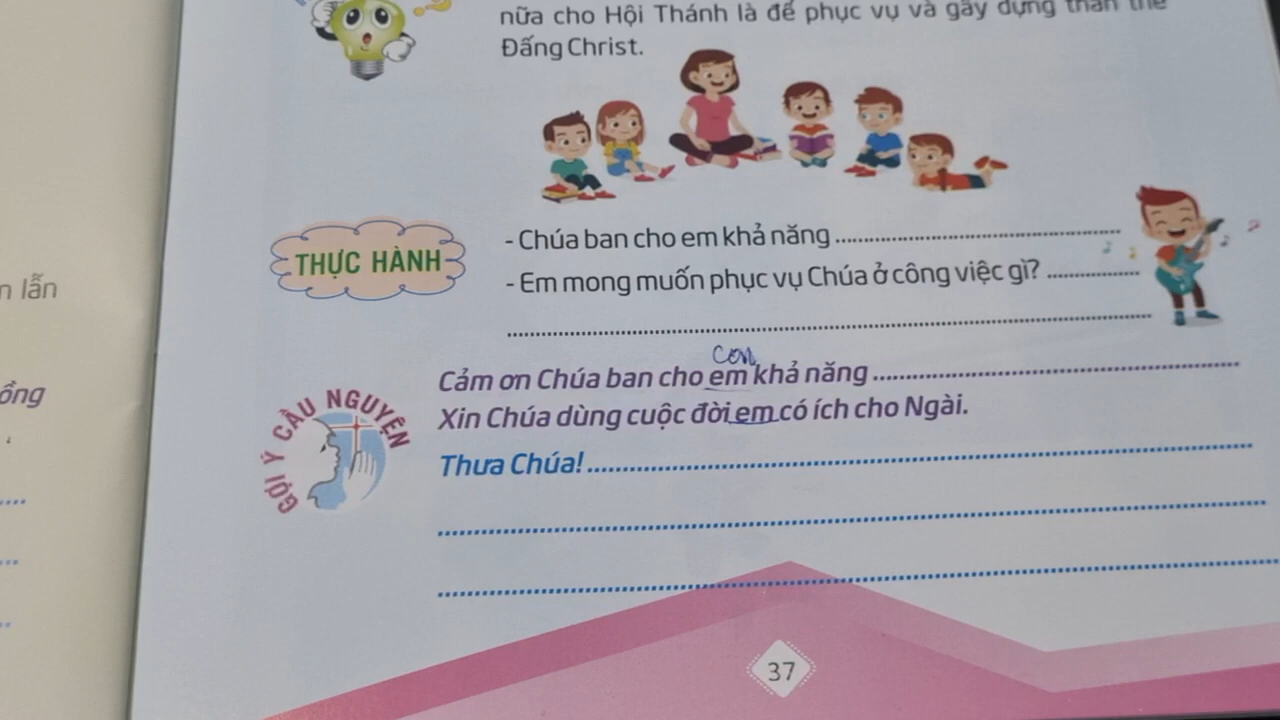 nữa cho Hội Thánh là để phục vụ và gây dựng thân thể
Đấng Christ.
THỰC HÀNH
- Chúa ban cho em khả năng ..........
- Em mong muốn phục vụ Chúa ở công việc gì? ..........
..........
GỢI Ý CẦU NGUYỆN
con
Cảm ơn Chúa ban cho em khả năng ..........
Xin Chúa dùng cuộc đời em có ích cho Ngài.
Thưa Chúa! ..........
..........
..........
37
lẫn